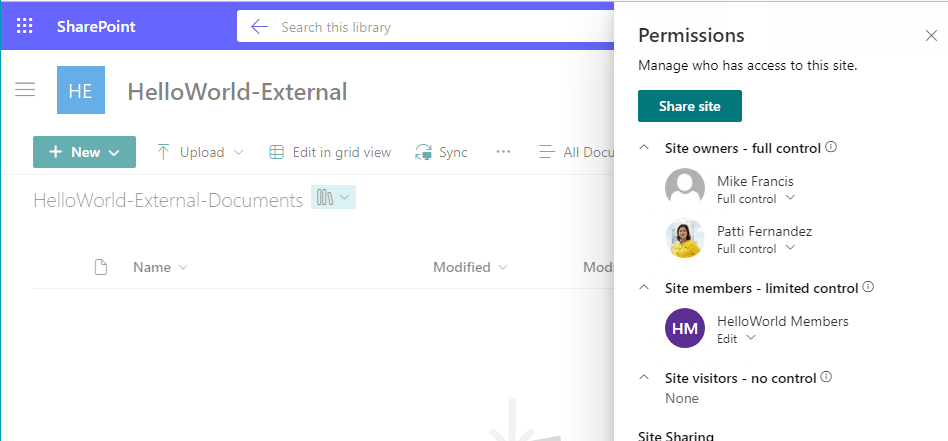 SharePoint
Search this library
HE
HelloWorld-External
+ New
Upload
Edit in grid view
Sync
···
All Docu
HelloWorld-External-Documents
Name
Modified
Modi
Permissions
Manage who has access to this site.
Share site
Site owners - full control
Mike Francis
Full control
Patti Fernandez
Full control
Site members - limited control
HM
HelloWorld Members
Edit
Site visitors - no control
None
Site Sharing